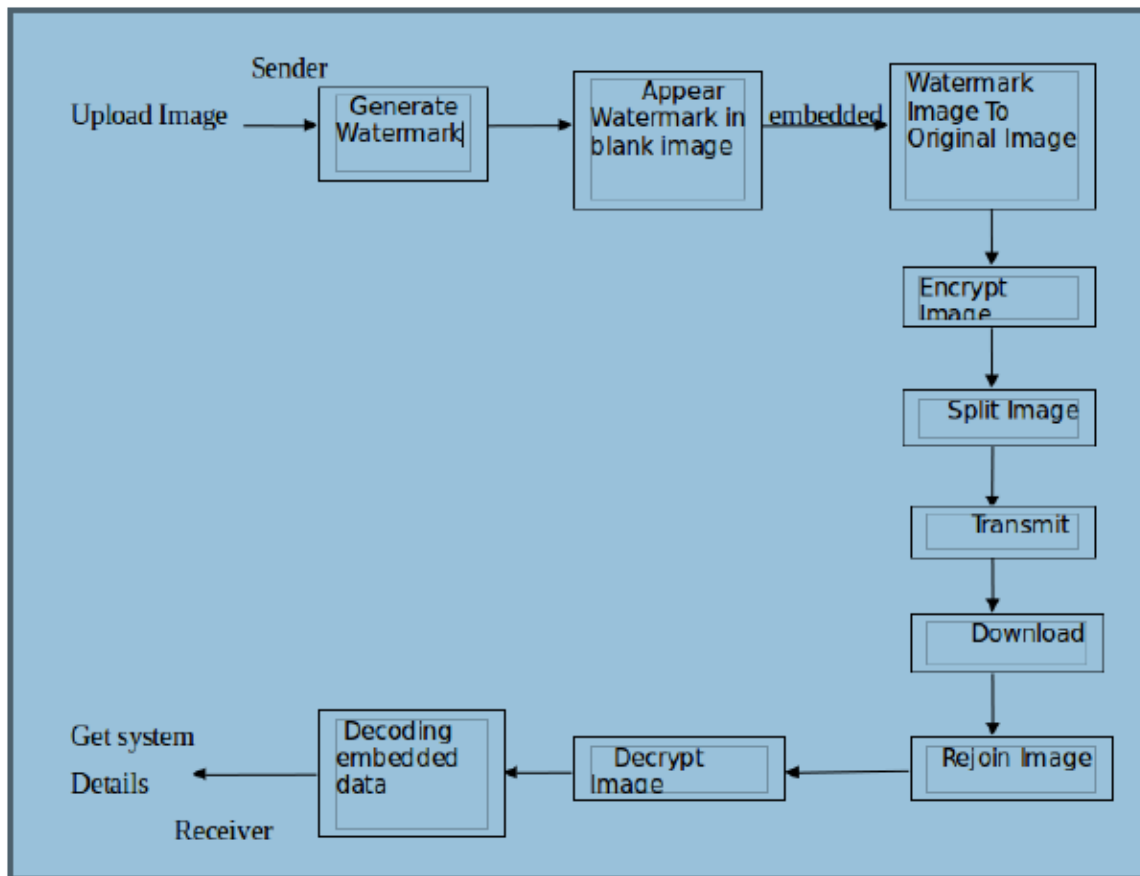 Sender
Upload Image
Generate
Watermark
Appear
Watermark in
blank image
embedded
Watermark
Image To
Original Image
Encrypt
Image
Split Image
Transmit
Download
Rejoin Image
Decrypt
Image
Decoding
embedded
data
Get system
Details
Receiver